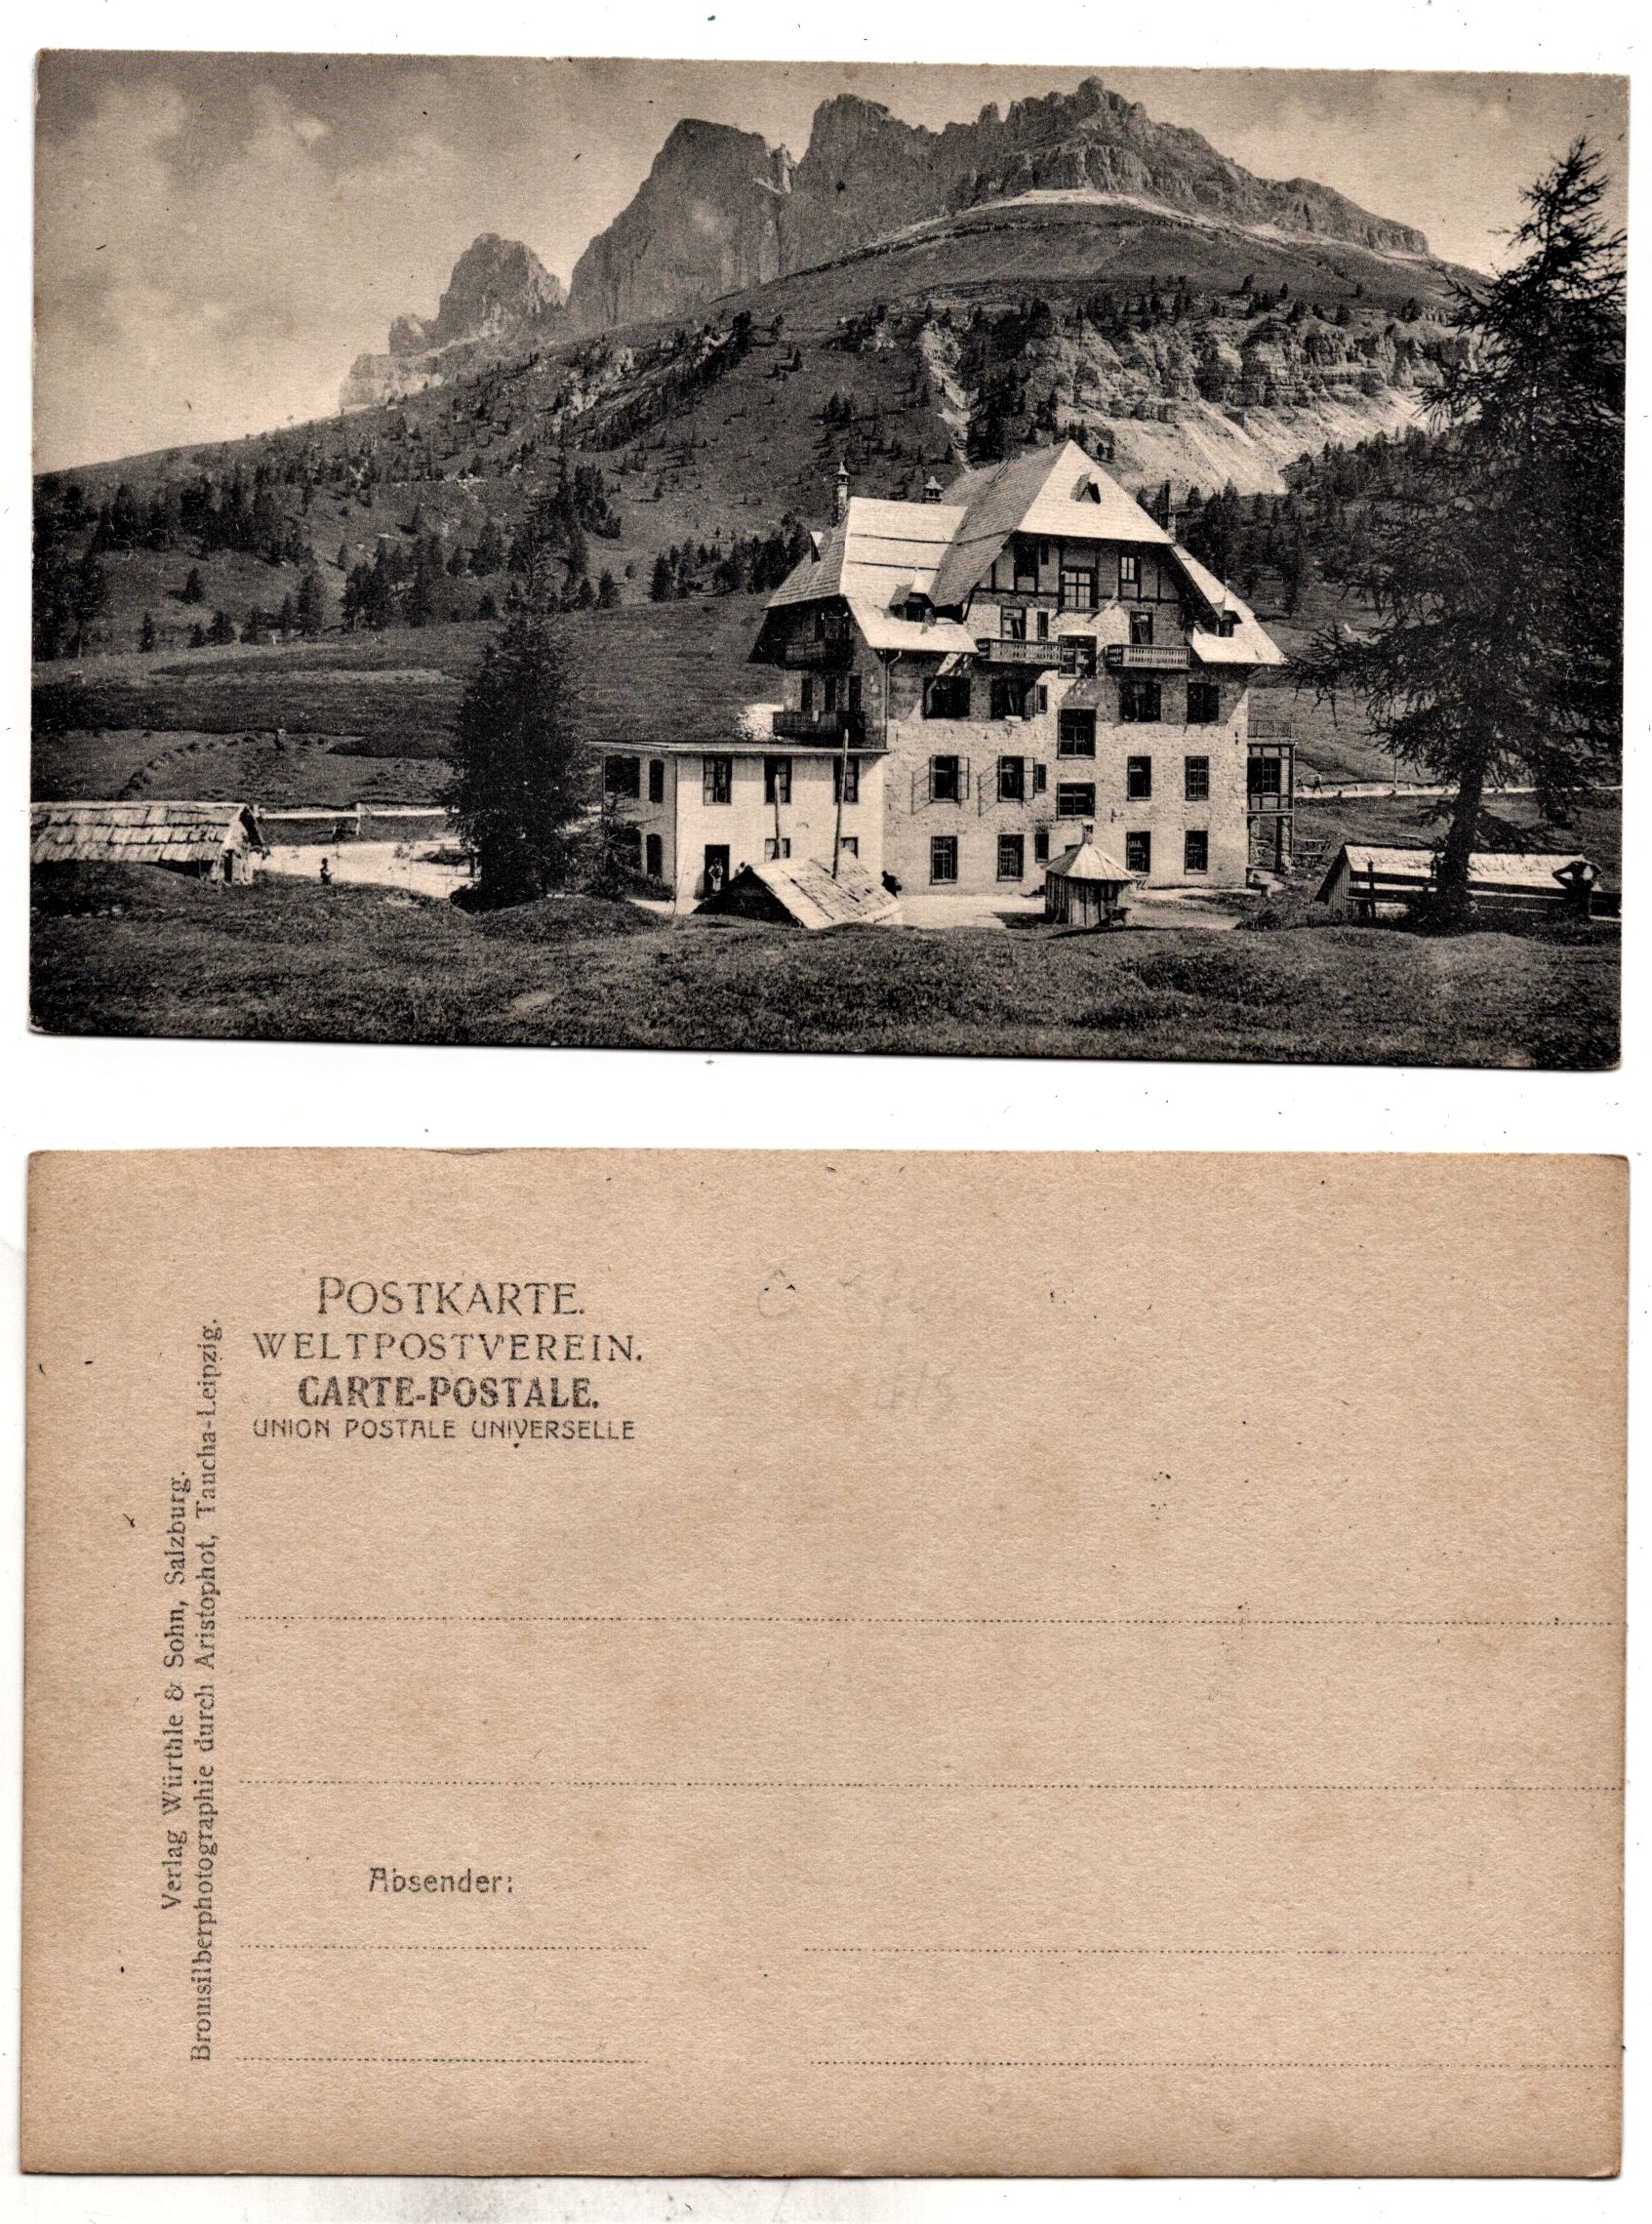 POSTKARTE.
WELTPOSTVEREIN.
CARTE-POSTALE.
UNION POSTALE UNIVERSELLE
Verlag Würthle & Sohn, Salzburg.
Bromsilberphotographie durch Aristophot, Taucha-Leipzig.
Absender: